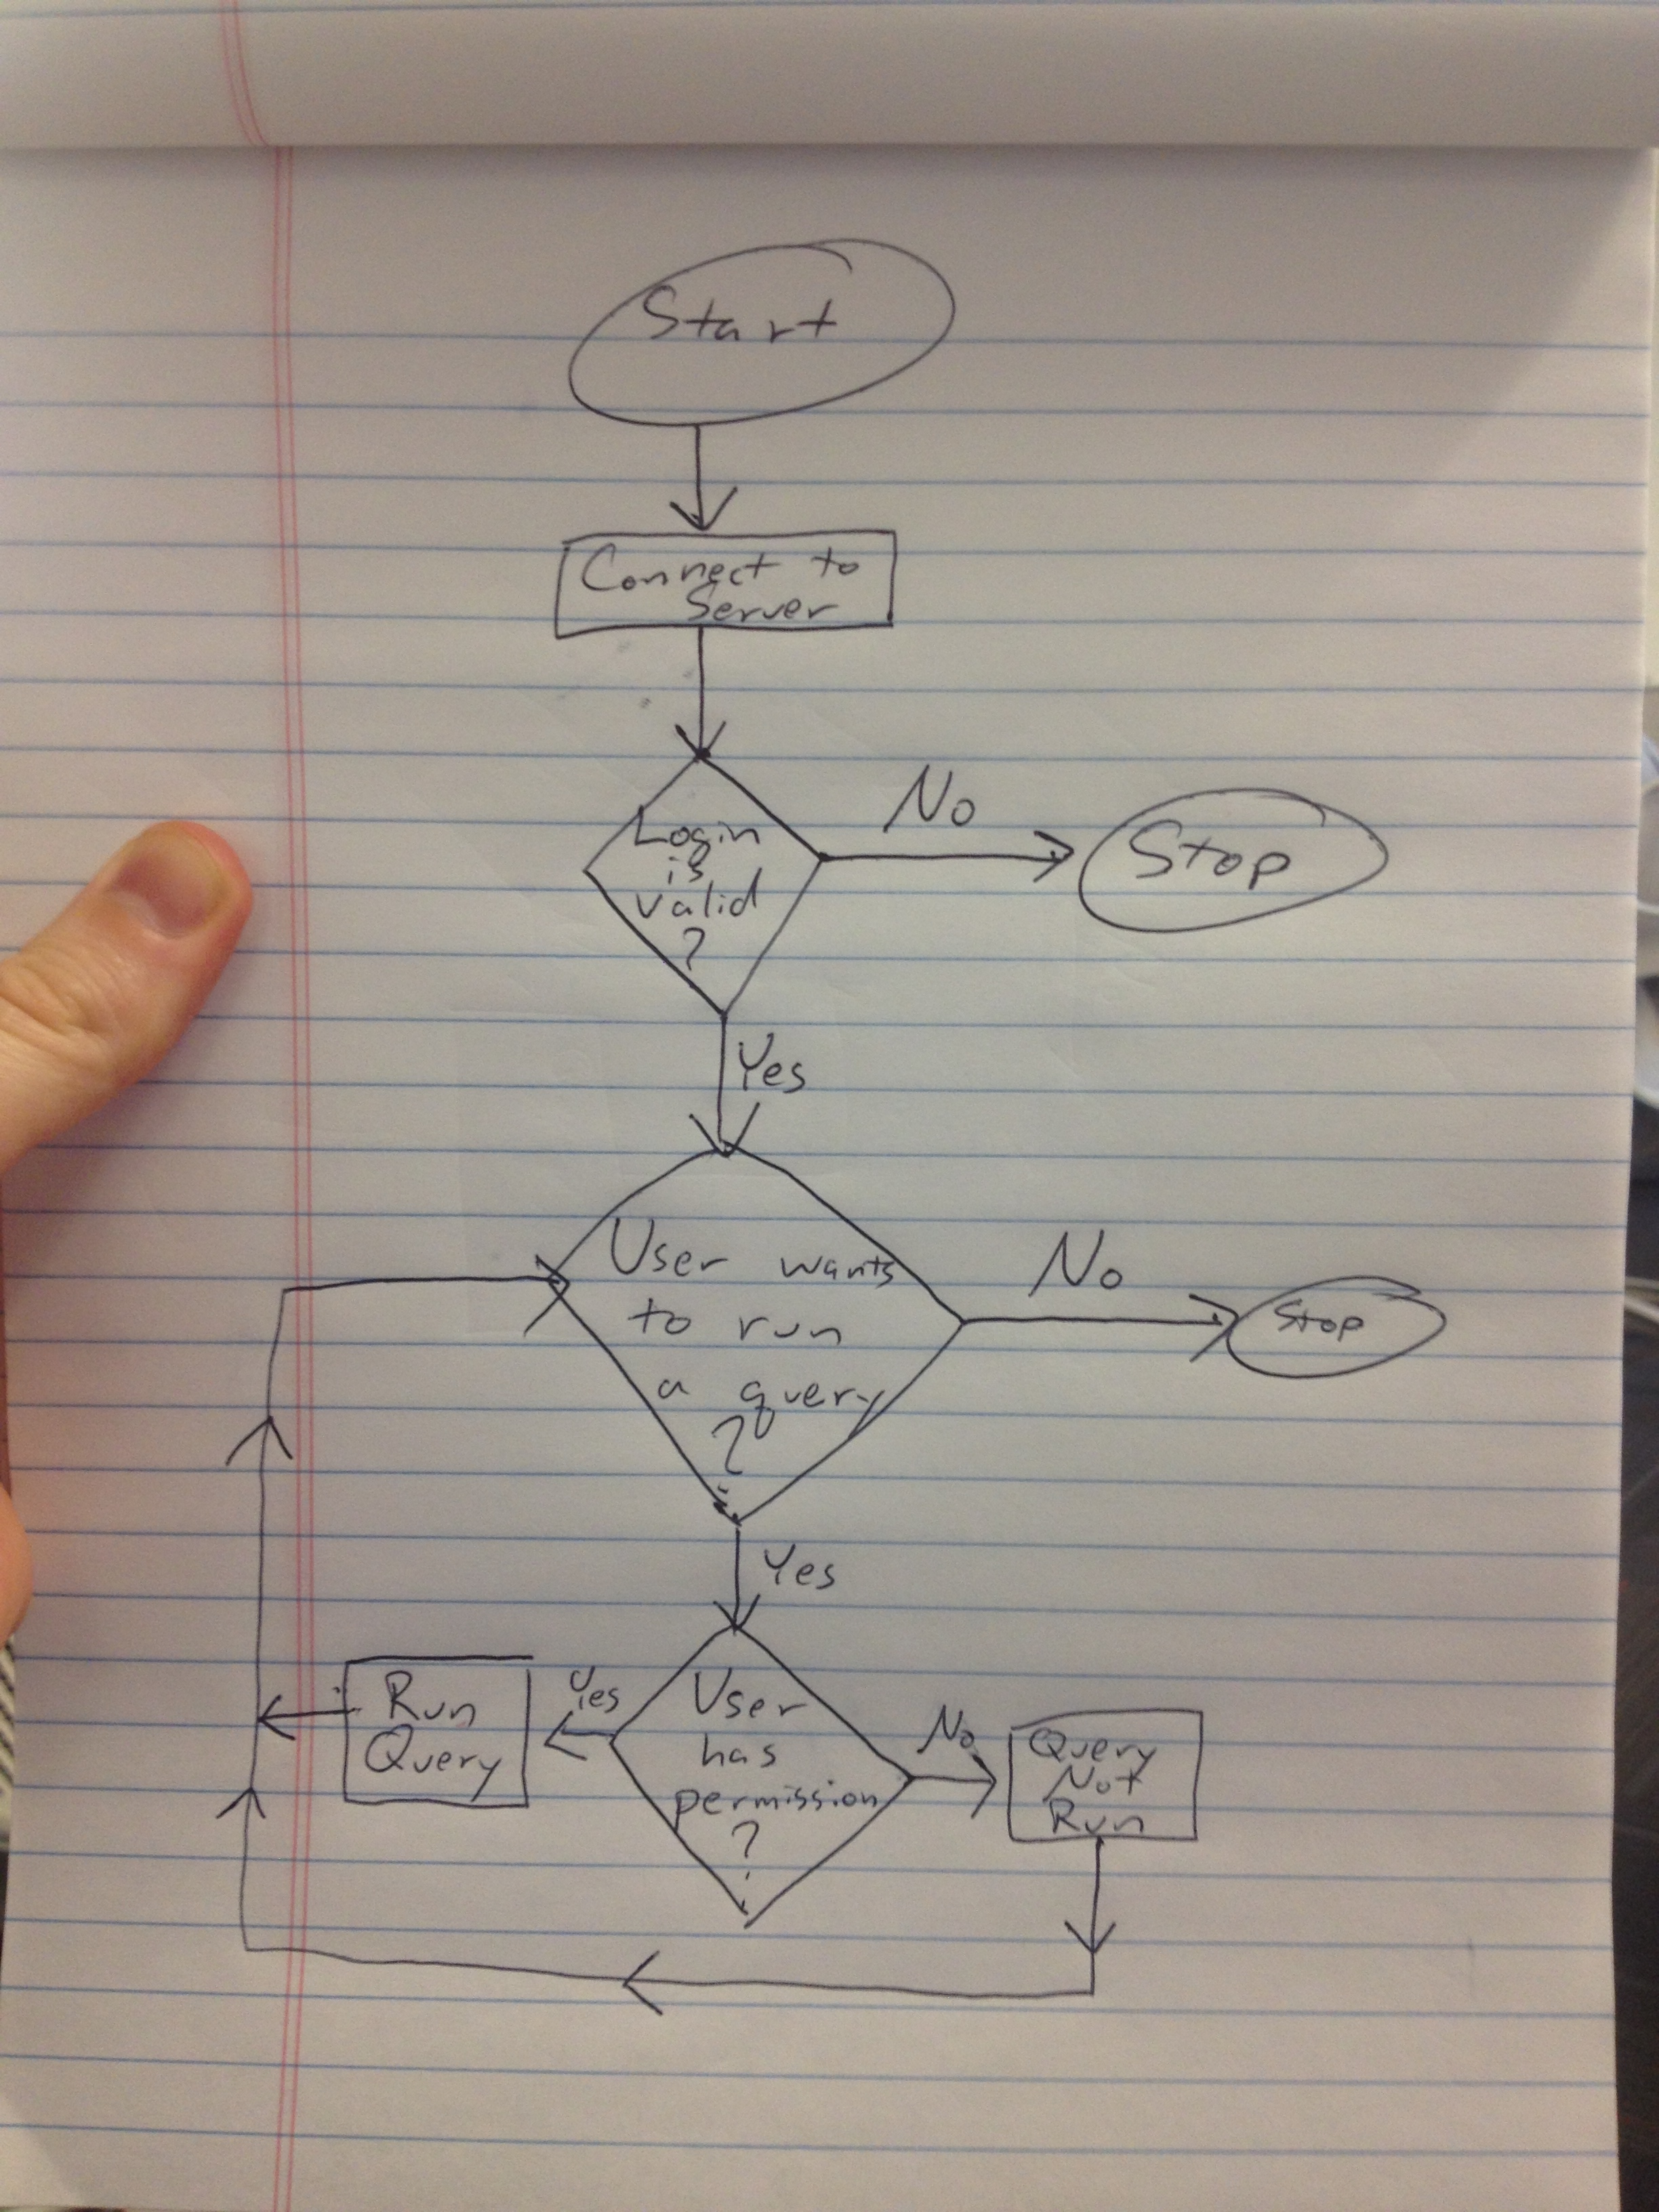 Start
Connect to
Server
Login
is
valid
?
No
Stop
Yes
User wants
to run
a query
?
No
Stop
Yes
User
has
permission
?
Yes
Run
Query
No
Query
Not
Run